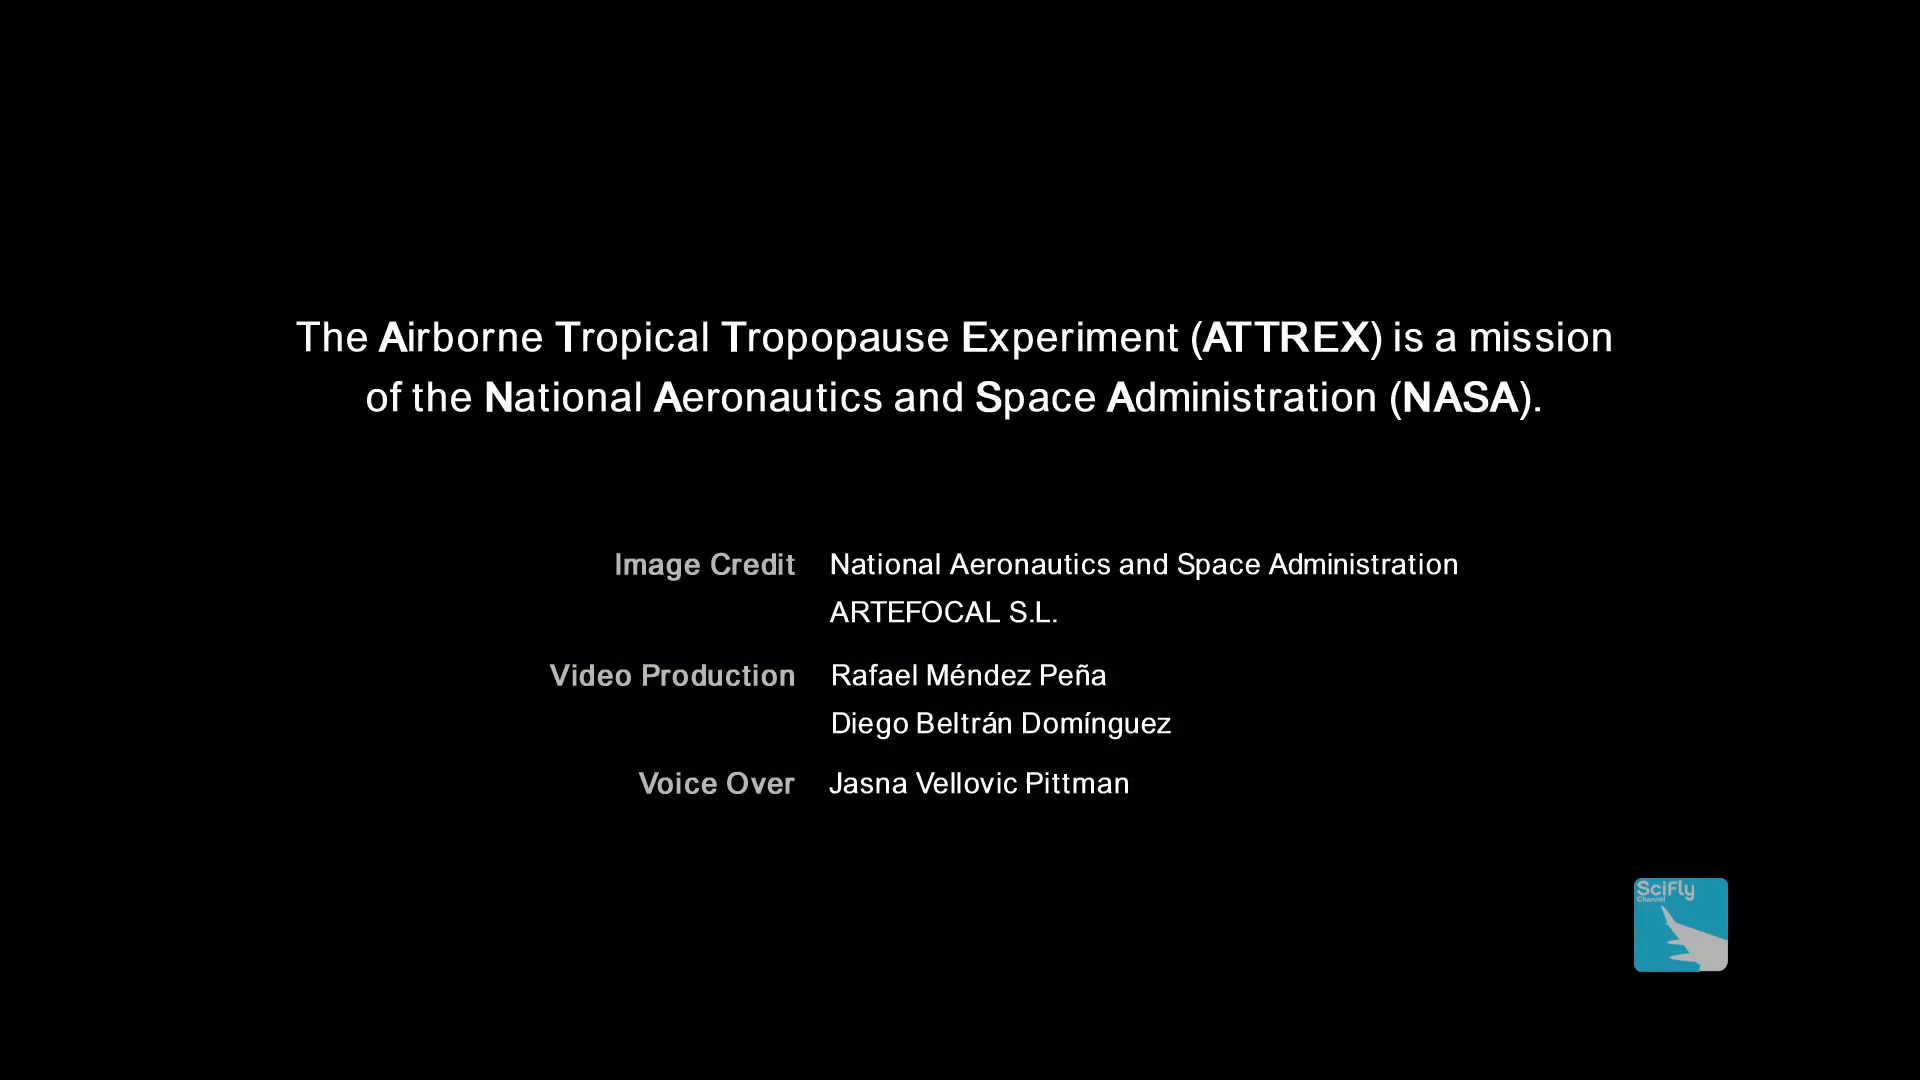 The Airborne Tropical Tropopause Experiment (ATTREX) is a mission
of the National Aeronautics and Space Administration (NASA).
Image Credit National Aeronautics and Space Administration
ARTEFOCAL S.L.
Video Production Rafael Méndez Peña
Diego Beltrán Domínguez
Voice Over Jasna Vellovic Pittman
SciFly
Channel